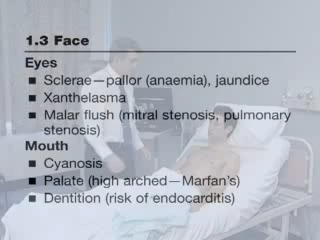 1.3 Face
Eyes
■ Sclerae—pallor (anaemia), jaundice
■ Xanthelasma
■ Malar flush (mitral stenosis, pulmonary
stenosis)
Mouth
■ Cyanosis
■ Palate (high arched—Marfan's)
■ Dentition (risk of endocarditis)